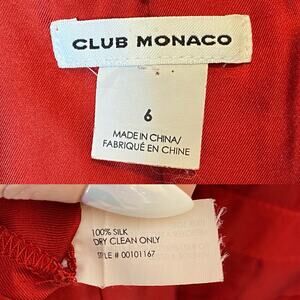 CLUB MONACO
6
MADE IN CHINA/
FABRIQUÉ EN CHINE
100% SILK
DRY CLEAN ONLY
STYLE # 00101167